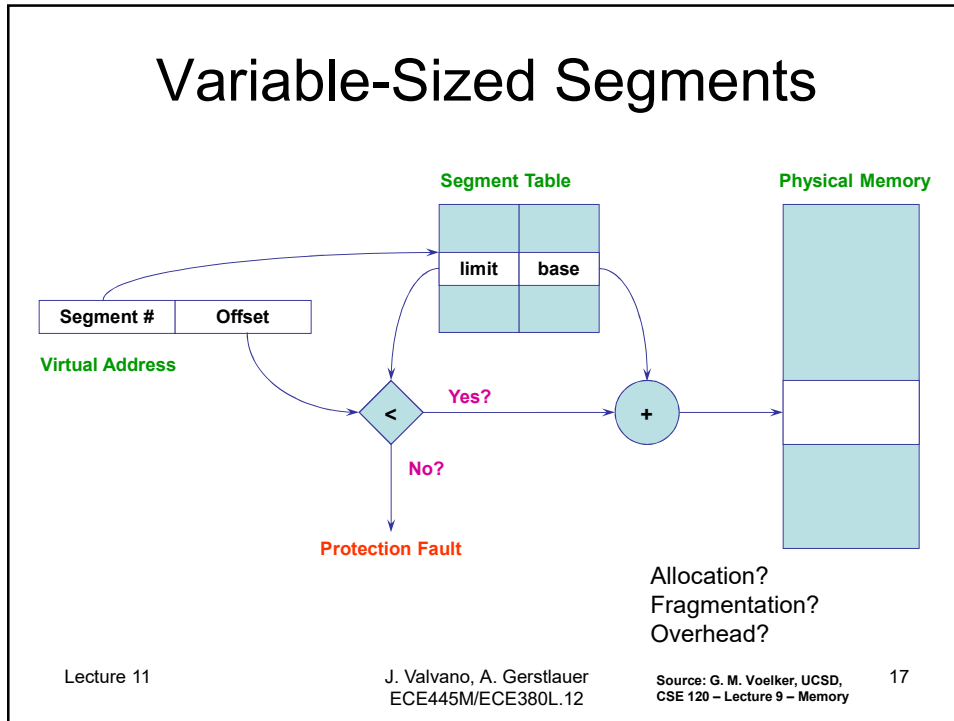 Variable-Sized Segments
Segment Table
Physical Memory
limit
base
Segment #
Offset
Virtual Address
<
Yes?
+
No?
Protection Fault
Allocation?
Fragmentation?
Overhead?
Lecture 11
J. Valvano, A. Gerstlauer
ECE445M/ECE380L.12
Source: G. M. Voelker, UCSD,
CSE 120 – Lecture 9 – Memory
17